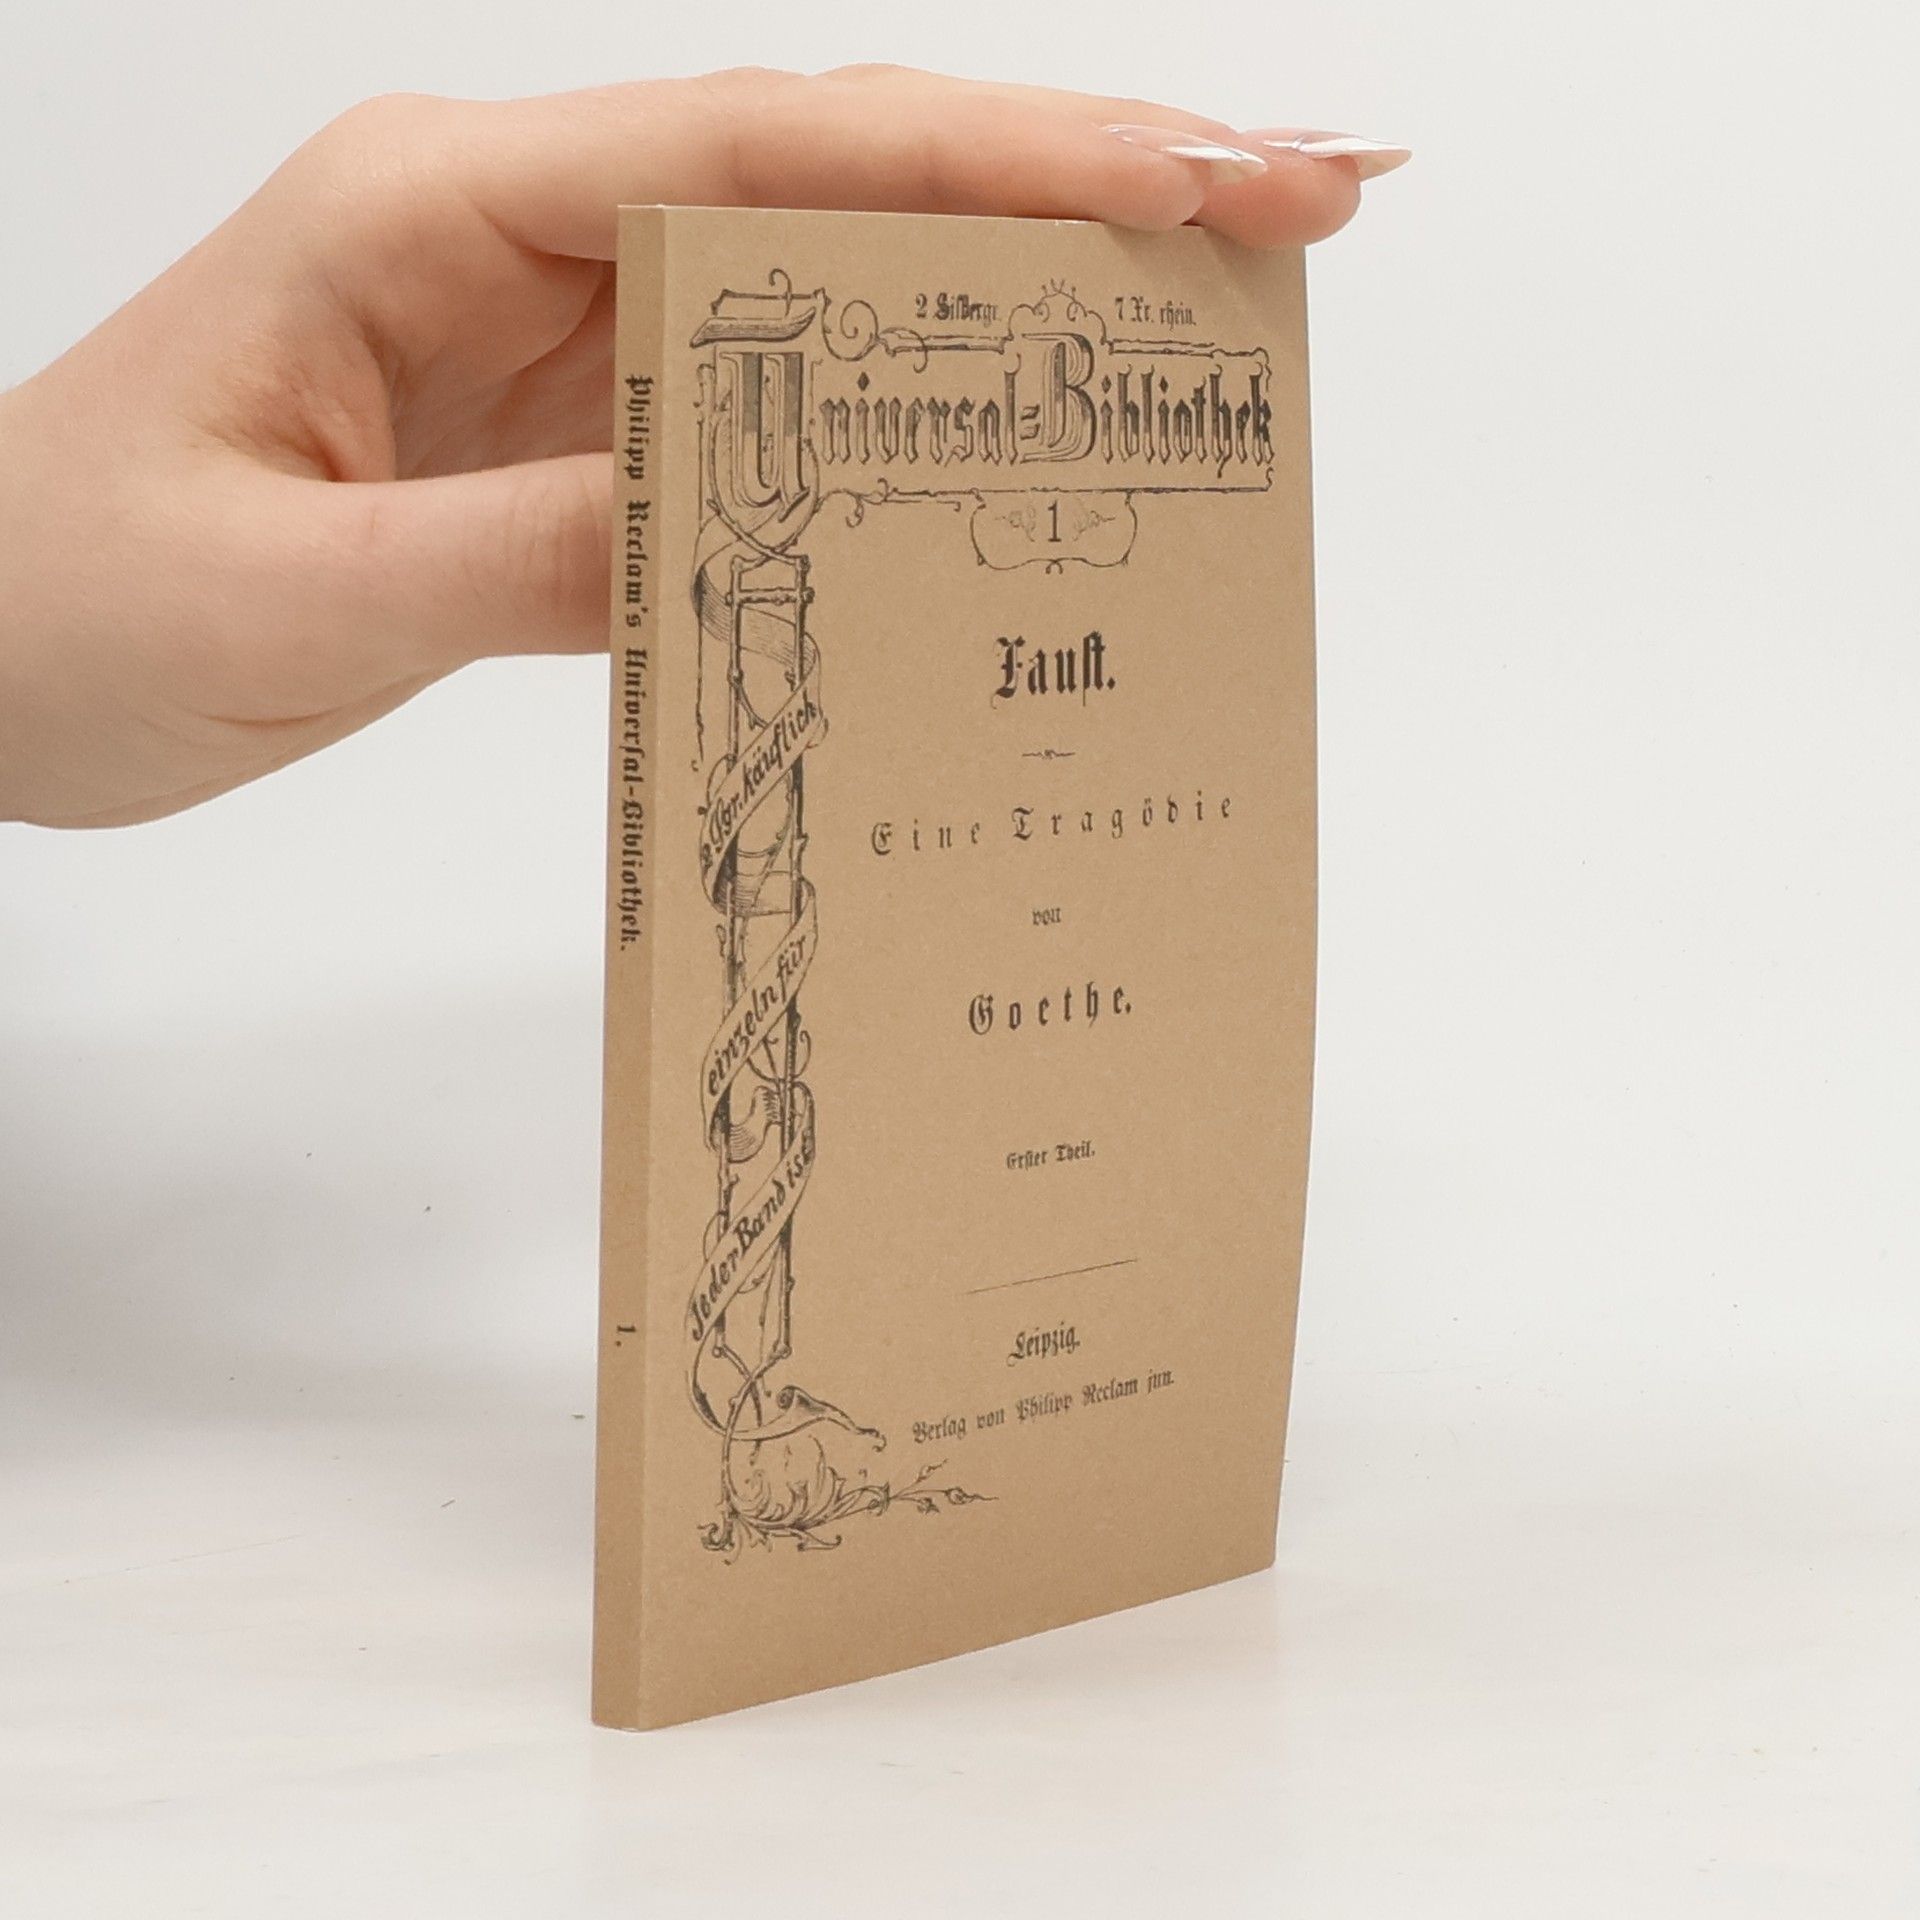 Philipp Reclam's Universal-Bibliothek.
1.
2 Silbergr. 7 Xr. rhein.
Universal-Bibliothek
1
Faust.
Eine Tragödie
von
Goethe.
Erster Theil.
Leipzig.
Verlag von Philipp Reclam jun.
Jeder Band ist
einzeln für
2 Sgr. käuflich